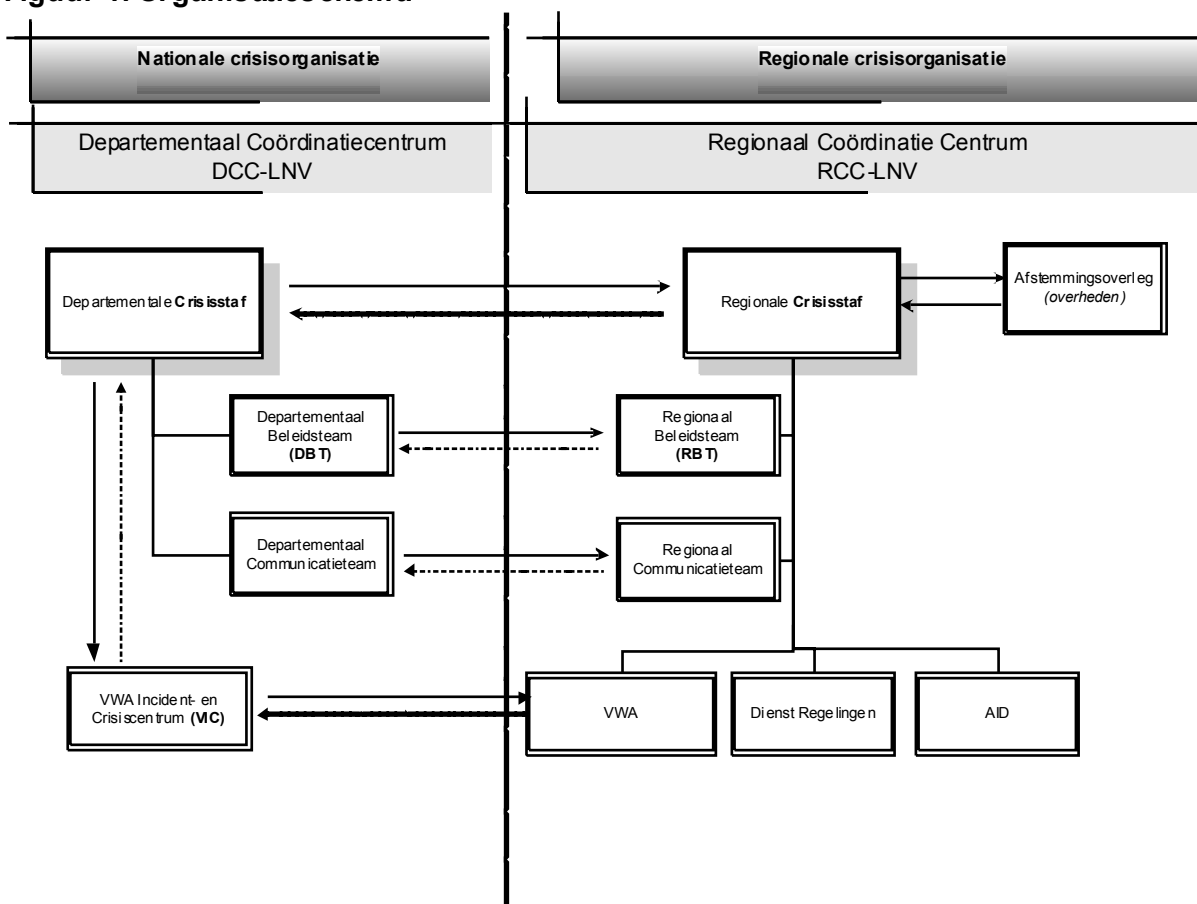 Nationale crisisorganisatie
Regionale crisisorganisatie
Departementaal Coördinatiecentrum
DCC-LNV
Regionaal Coördinatie Centrum
RCC-LNV
Departementale Crisisstaf
Regionale Crisisstaf
Afstemmingsoverleg
(overheden)
Departementaal
Beleidsteam
(DBT)
Regionaal
Beleidsteam
(RBT)
Departementaal
Communicatieteam
Regionaal
Communicatieteam
VWA Incident- en
Crisiscentrum (VIC)
VWA
Dienst Regelingen
AID